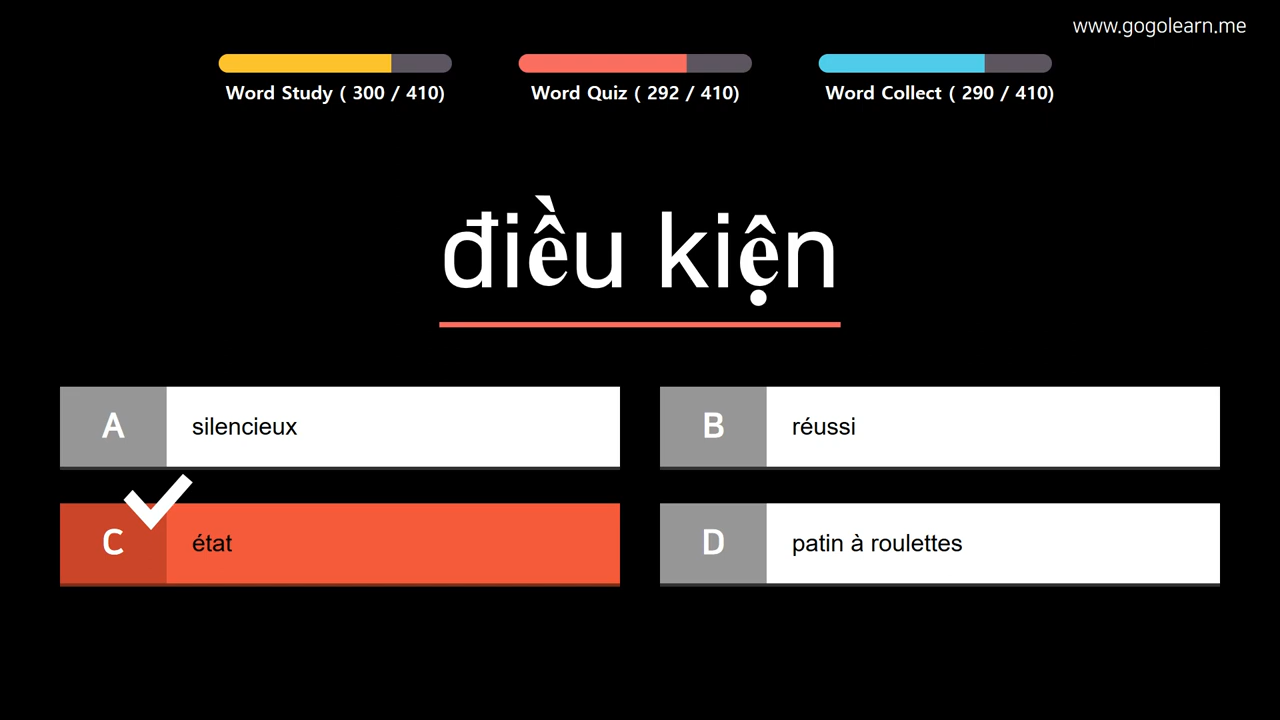 www.gogolearn.me
Word Study ( 300 / 410)
Word Quiz ( 292 / 410)
Word Collect ( 290 / 410)
điều kiện
A silencieux
B réussi
C état
D patin à roulettes